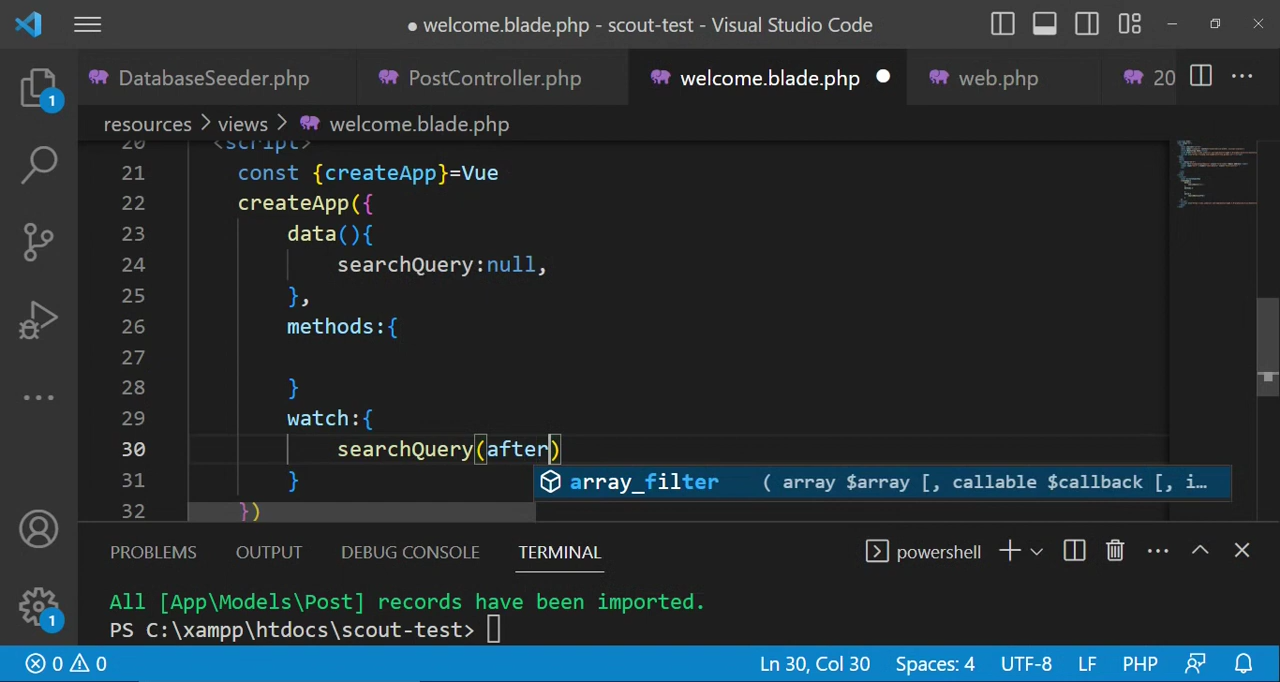 welcome.blade.php - scout-test - Visual Studio Code
DatabaseSeeder.php PostController.php welcome.blade.php web.php 20
resources views welcome.blade.php
20 <script>
21 const {createApp}=Vue
22 createApp({
23 data(){
24 searchQuery:null,
25 },
26 methods:{
27
28 }
29 watch:{
30 searchQuery(after)
31 }
array_filter ( array $array [, callable $callback [, i…
32 })
PROBLEMS OUTPUT DEBUG CONSOLE TERMINAL powershell
All [App\Models\Post] records have been imported.
PS C:\xampp\htdocs\scout-test>
1
1
0 0 Ln 30, Col 30 Spaces: 4 UTF-8 LF PHP